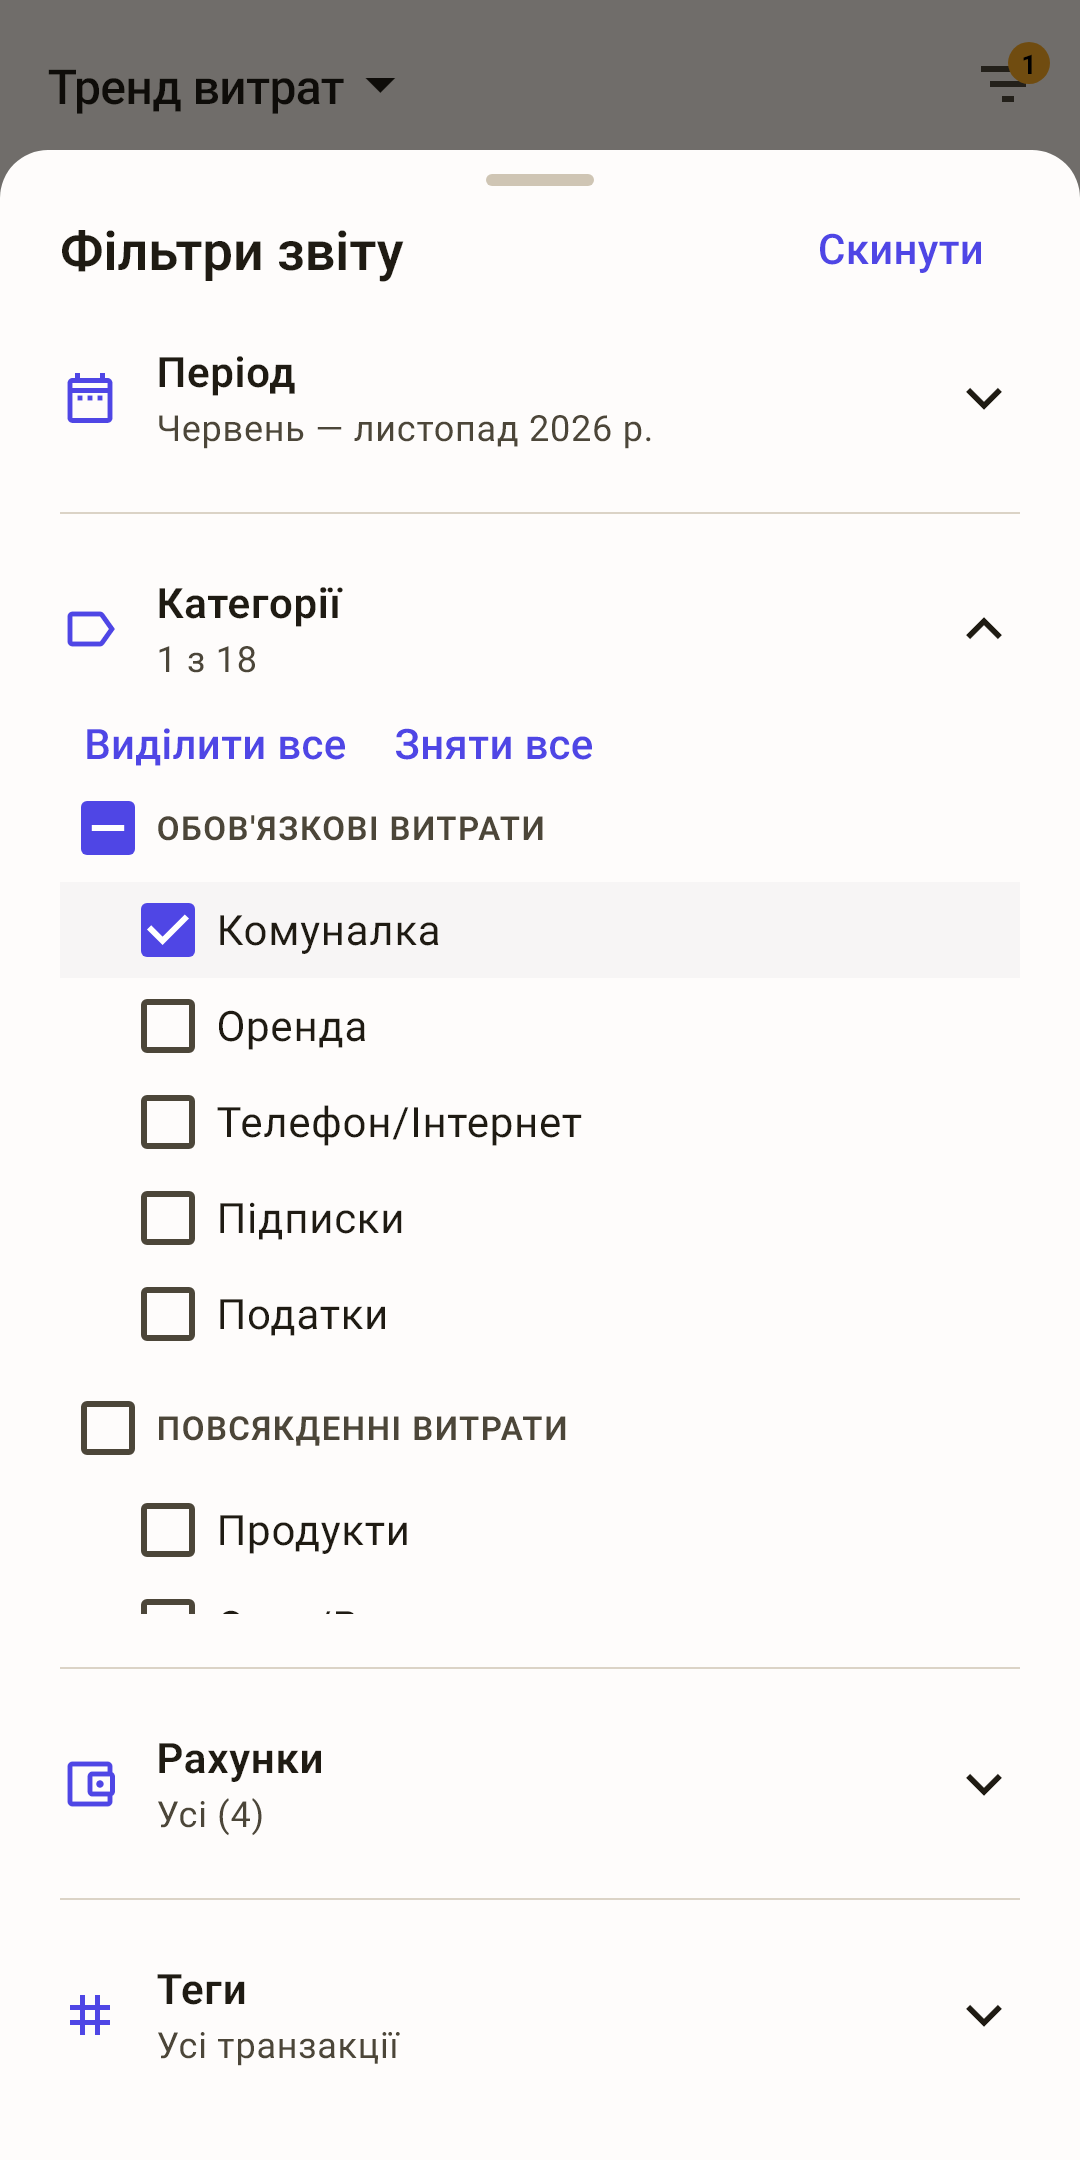 Тренд витрат
1
Фільтри звіту
Скинути
Період
Червень — листопад 2026 р.
Категорії
1 з 18
Виділити все
Зняти все
ОБОВ'ЯЗКОВІ ВИТРАТИ
Комуналка
Оренда
Телефон/Інтернет
Підписки
Податки
ПОВСЯКДЕННІ ВИТРАТИ
Продукти
Рахунки
Усі (4)
Теги
Усі транзакції